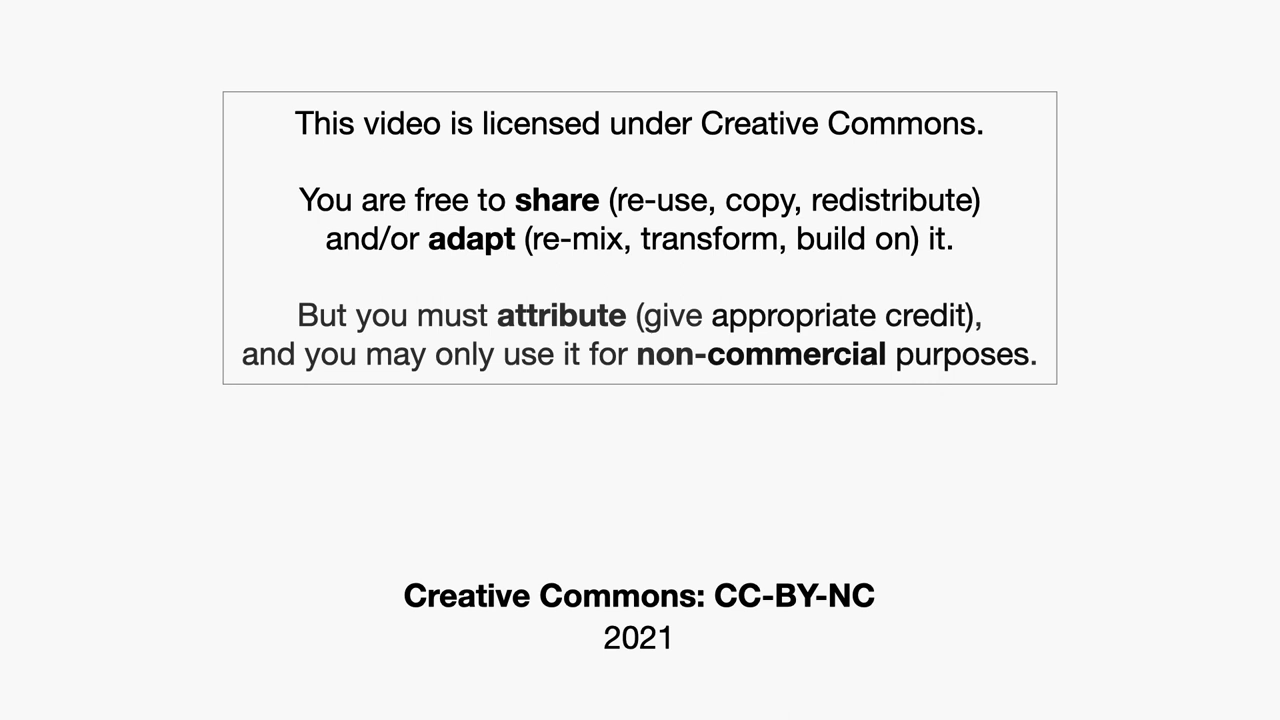 This video is licensed under Creative Commons.
You are free to share (re-use, copy, redistribute)
and/or adapt (re-mix, transform, build on) it.
But you must attribute (give appropriate credit),
and you may only use it for non-commercial purposes.
Creative Commons: CC-BY-NC
2021